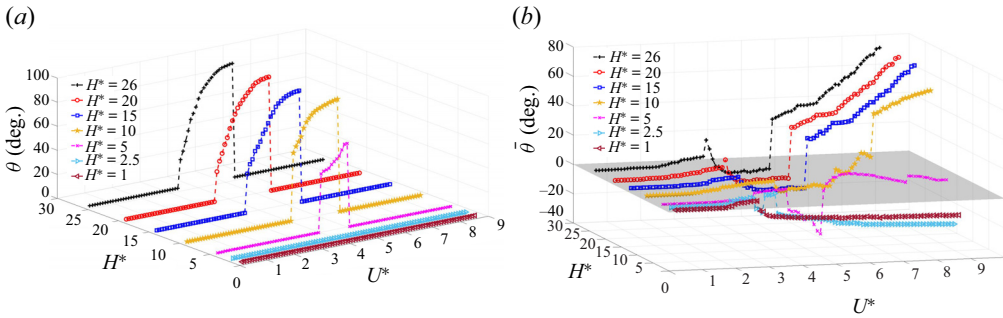 (a)
100
80
60
40
20
0
θ (deg.)
H* = 26
H* = 20
H* = 15
H* = 10
H* = 5
H* = 2.5
H* = 1
30
25
20
15
10
5
0
H*
1
2
3
4
5
6
7
8
9
U*
(b)
80
60
40
20
0
−20
−40
θ̄ (deg.)
H* = 26
H* = 20
H* = 15
H* = 10
H* = 5
H* = 2.5
H* = 1
30
25
20
15
10
5
0
H*
1
2
3
4
5
6
7
8
9
U*